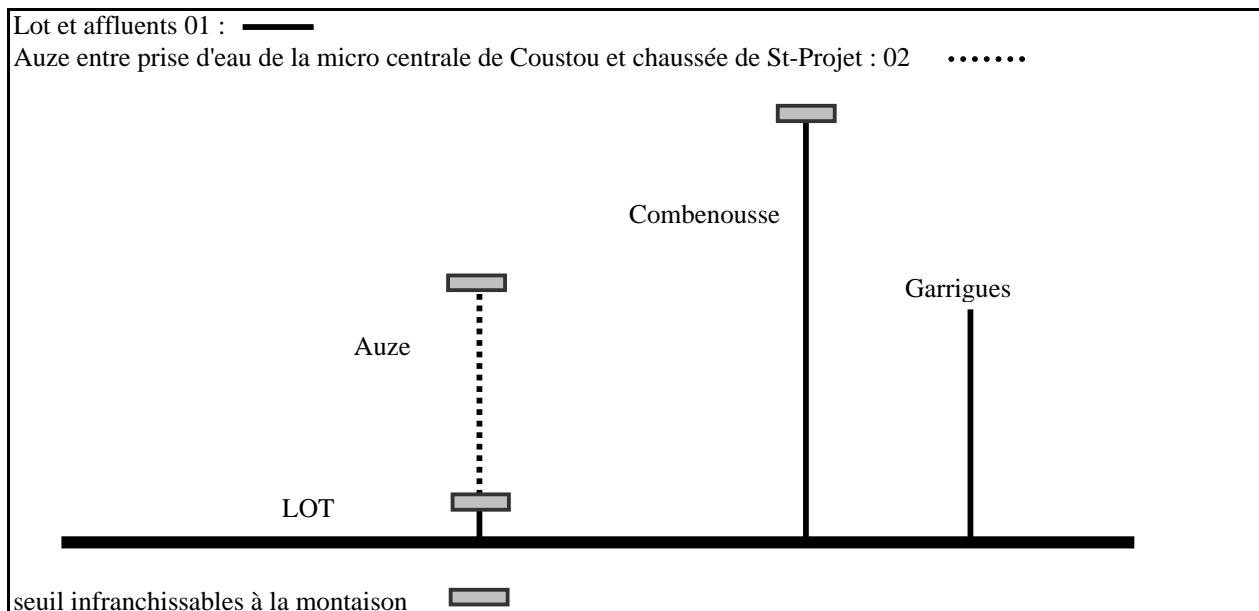 Lot et affluents 01 :
Auze entre prise d'eau de la micro centrale de Coustou et chaussée de St-Projet : 02
Combenousse
Garrigues
Auze
LOT
seuil infranchissables à la montaison